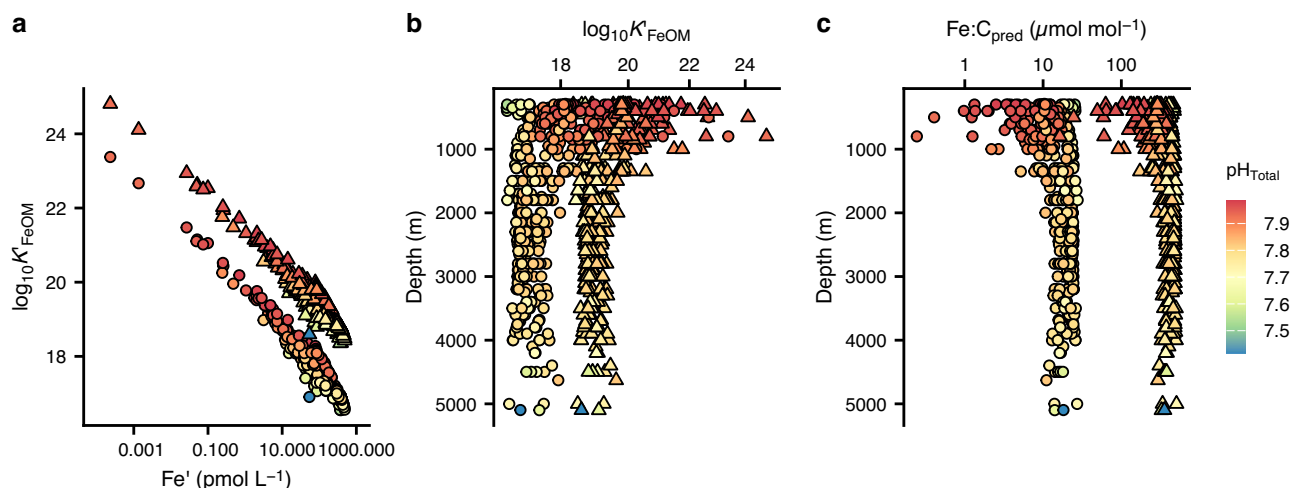 a
log₁₀K′FeOM
24
22
20
18
0.001 0.100 10.000 1000.000
Fe' (pmol L⁻¹)
b
log₁₀K′FeOM
18 20 22 24
Depth (m)
1000
2000
3000
4000
5000
c
Fe:Cpred (µmol mol⁻¹)
1 10 100
Depth (m)
1000
2000
3000
4000
5000
pHTotal
7.9
7.8
7.7
7.6
7.5